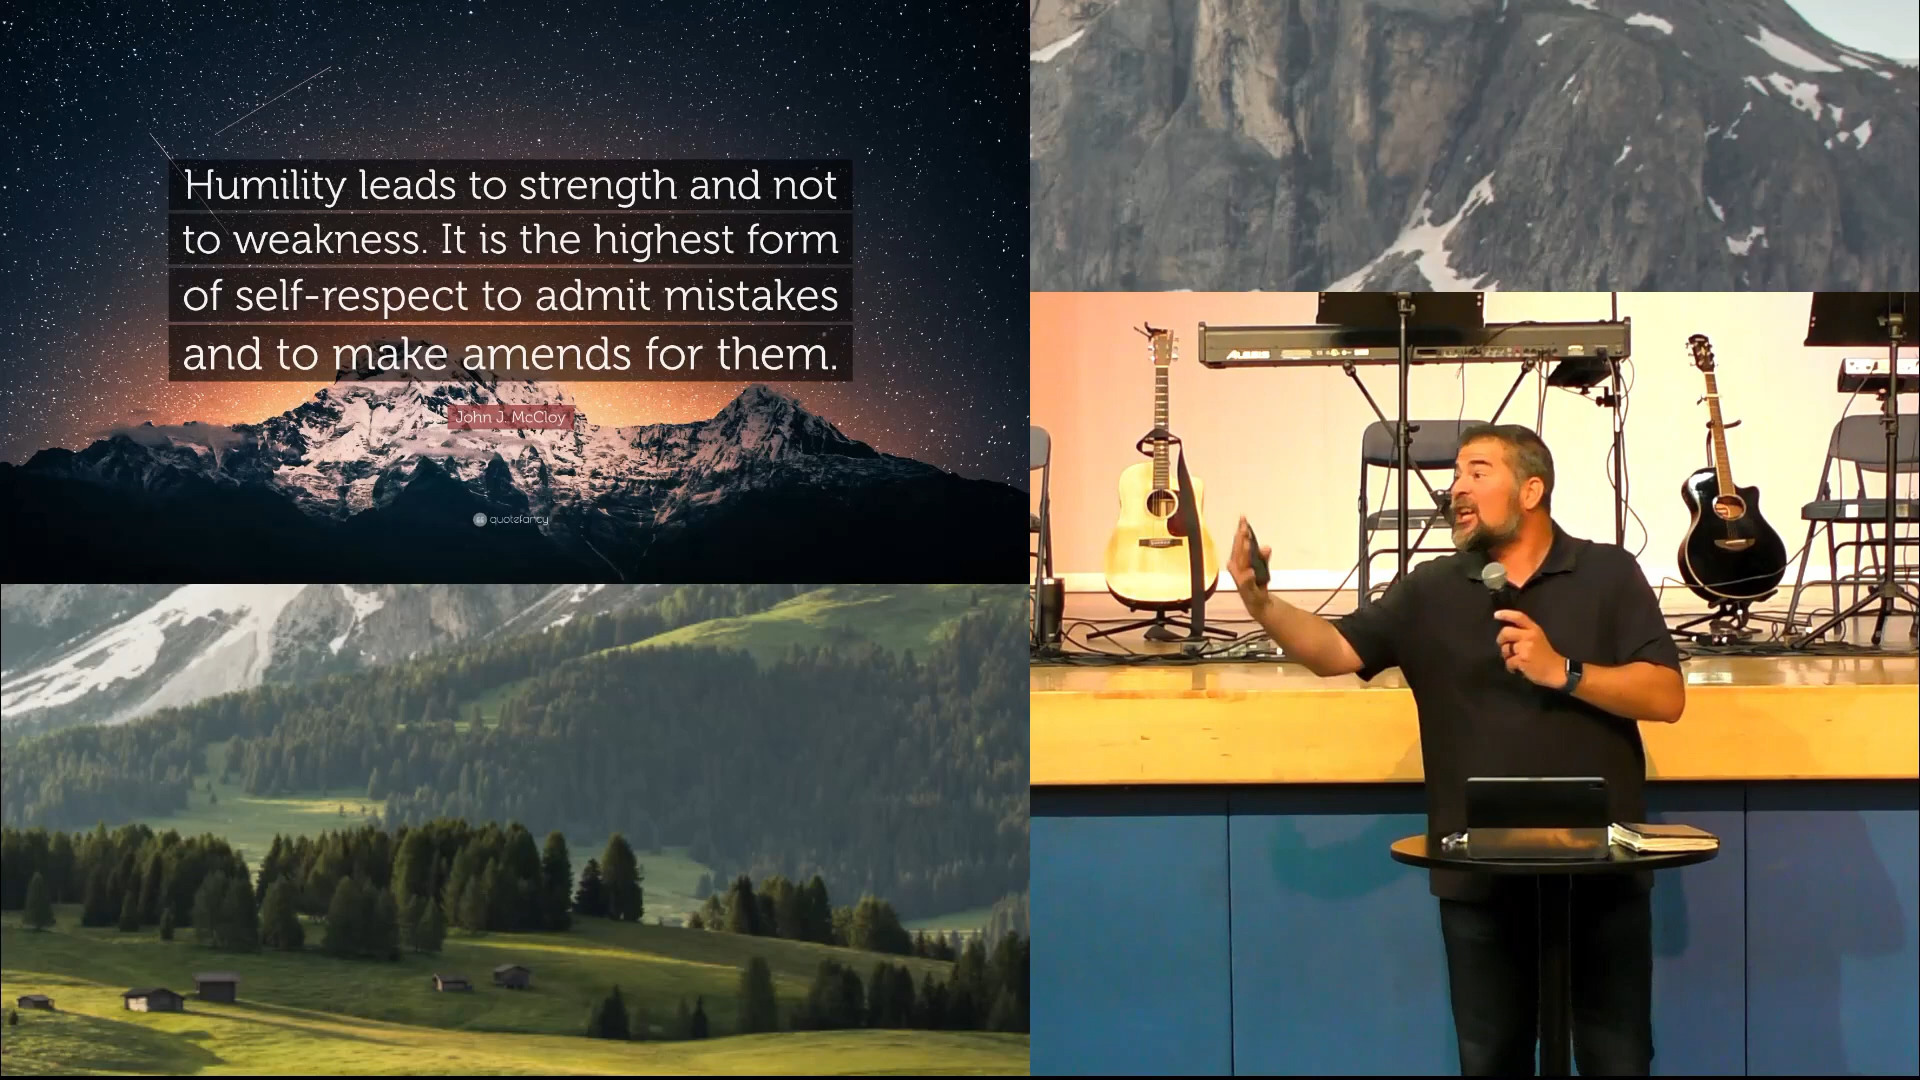 Humility leads to strength and not
to weakness. It is the highest form
of self-respect to admit mistakes
and to make amends for them.
John J. McCloy
quotefancy
ALESIS